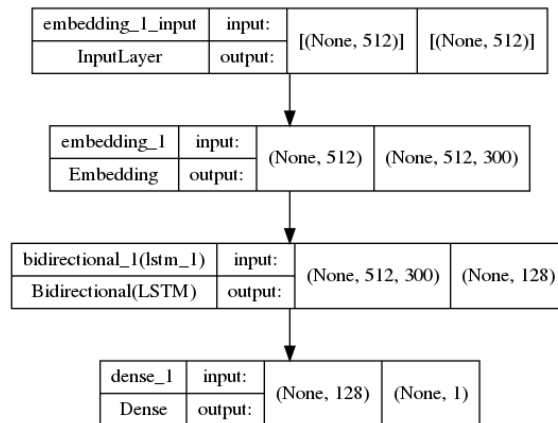 embedding_1_input input: [(None, 512)] [(None, 512)]
InputLayer output:
embedding_1 input: (None, 512) (None, 512, 300)
Embedding output:
bidirectional_1(lstm_1) input: (None, 512, 300) (None, 128)
Bidirectional(LSTM) output:
dense_1 input: (None, 128) (None, 1)
Dense output: